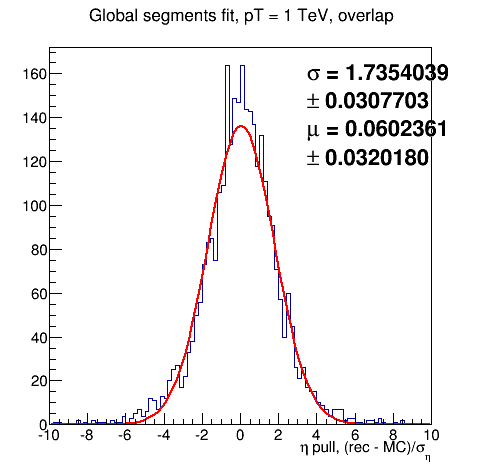 Global segments fit, pT = 1 TeV, overlap
σ = 1.7354039
± 0.0307703
μ = 0.0602361
± 0.0320180
160
140
120
100
80
60
40
20
0
-10 -8 -6 -4 -2 0 2 4 6 8 10
η pull, (rec - MC)/σ_η